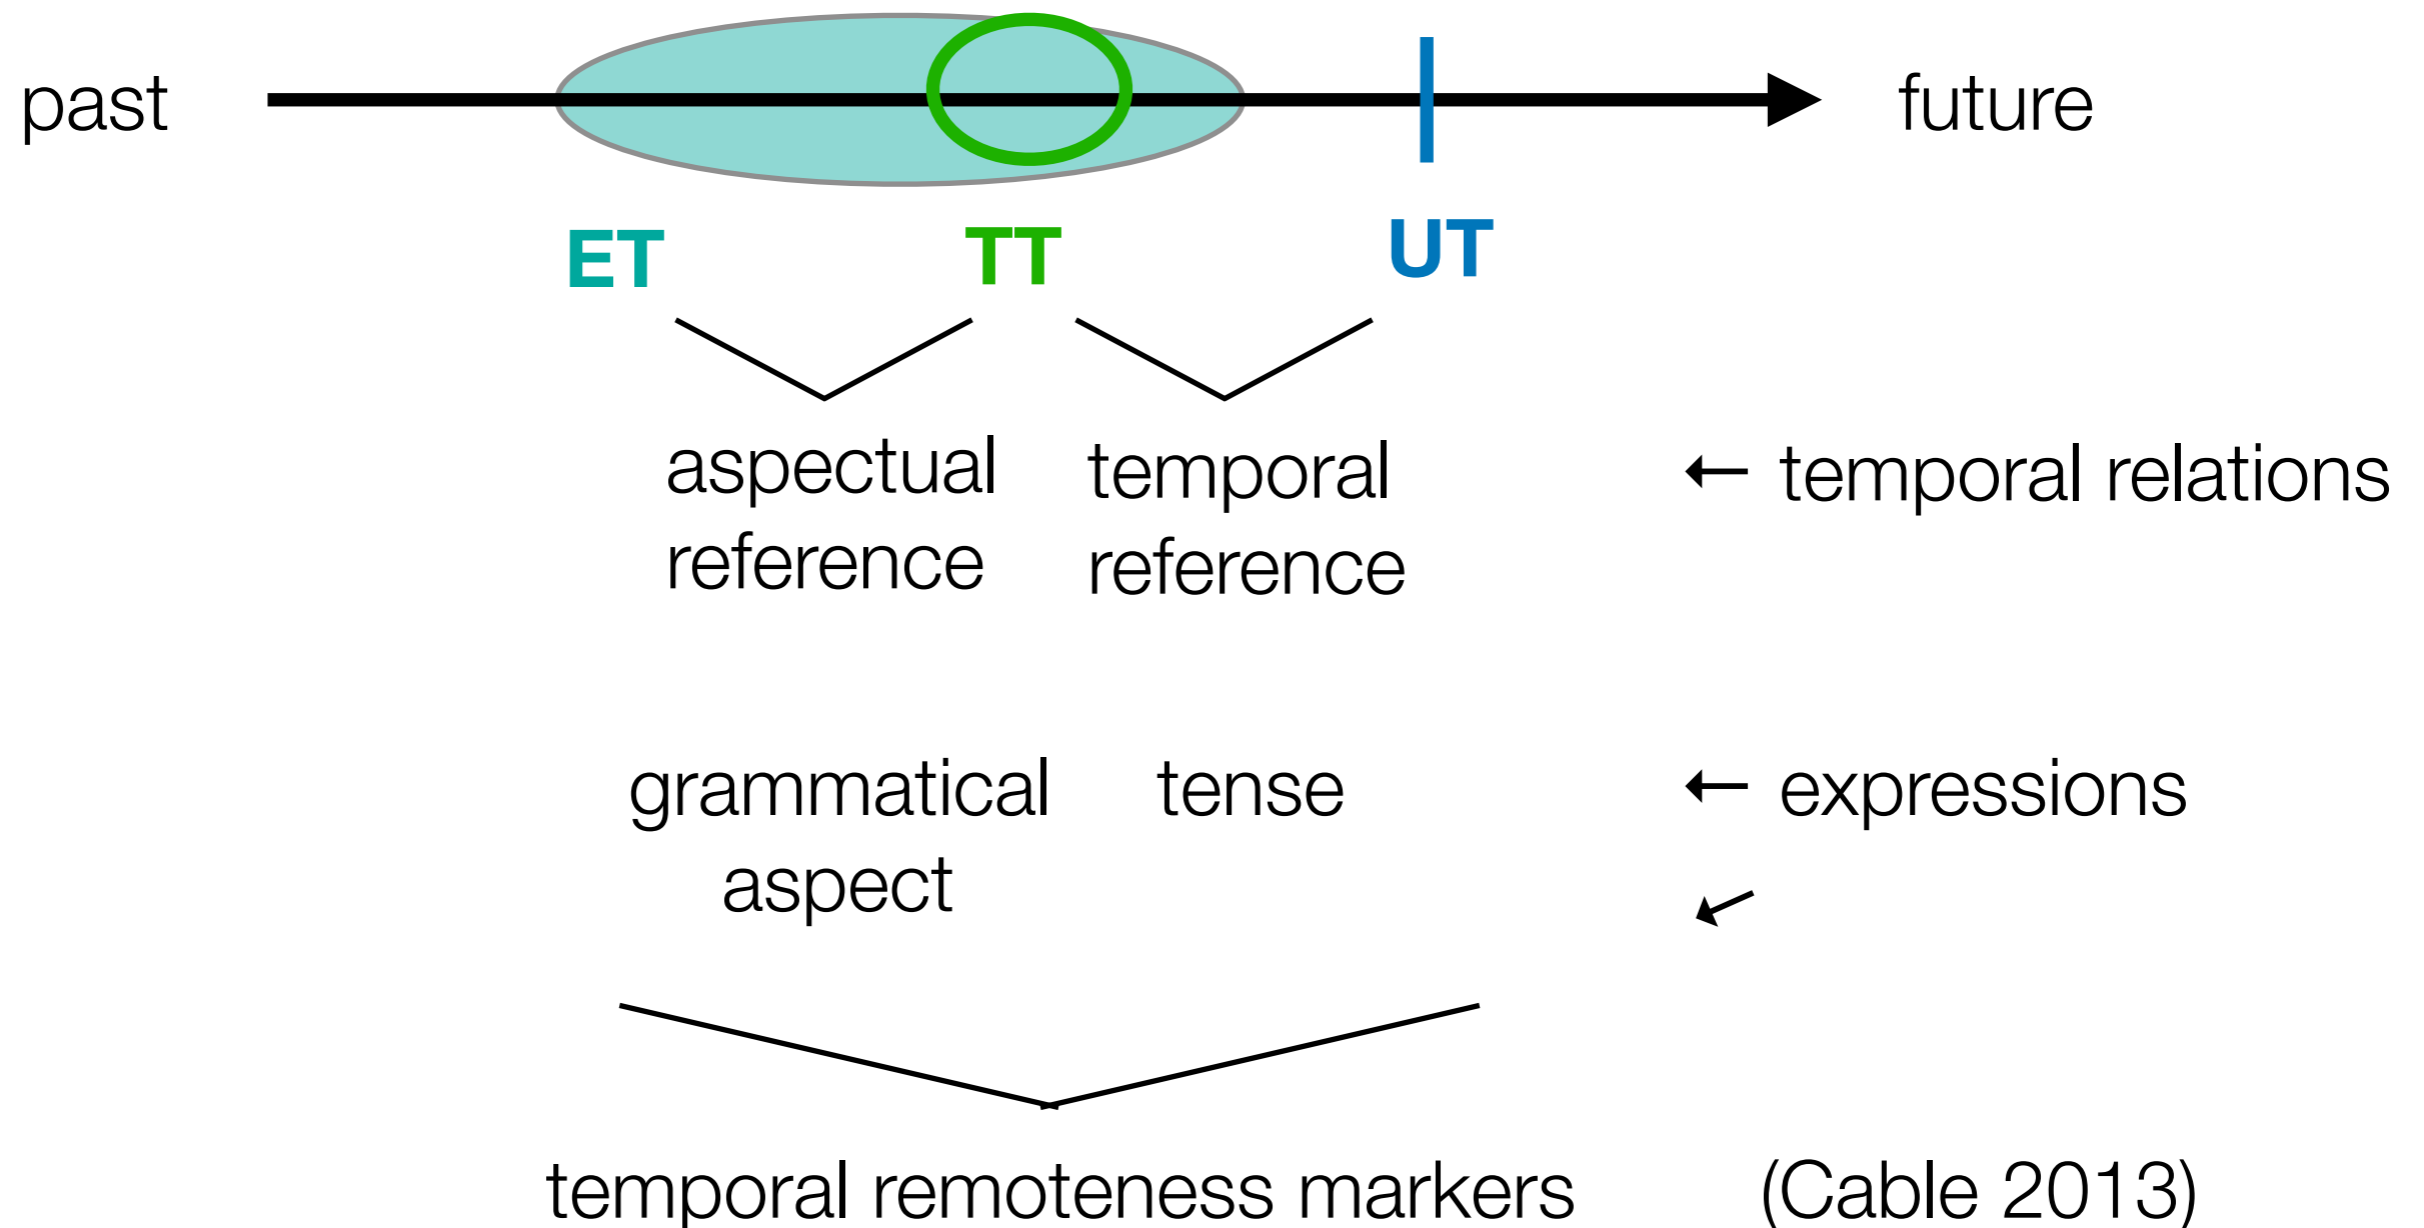 past future
ET TT UT
aspectual temporal ← temporal relations
reference reference
grammatical tense ← expressions
aspect
temporal remoteness markers (Cable 2013)